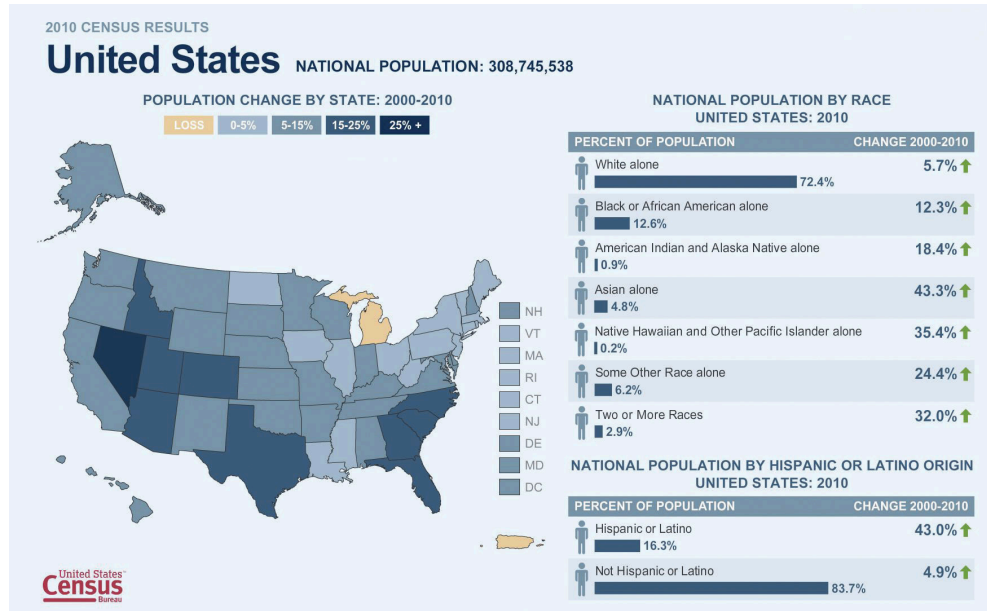 2010 CENSUS RESULTS
United States NATIONAL POPULATION: 308,745,538
POPULATION CHANGE BY STATE: 2000-2010
LOSS 0-5% 5-15% 15-25% 25% +
NH
VT
MA
RI
CT
NJ
DE
MD
DC
United States™
Census
Bureau
NATIONAL POPULATION BY RACE
UNITED STATES: 2010
PERCENT OF POPULATION CHANGE 2000-2010
White alone 5.7%
72.4%
Black or African American alone 12.3%
12.6%
American Indian and Alaska Native alone 18.4%
0.9%
Asian alone 43.3%
4.8%
Native Hawaiian and Other Pacific Islander alone 35.4%
0.2%
Some Other Race alone 24.4%
6.2%
Two or More Races 32.0%
2.9%
NATIONAL POPULATION BY HISPANIC OR LATINO ORIGIN
UNITED STATES: 2010
PERCENT OF POPULATION CHANGE 2000-2010
Hispanic or Latino 43.0%
16.3%
Not Hispanic or Latino 4.9%
83.7%